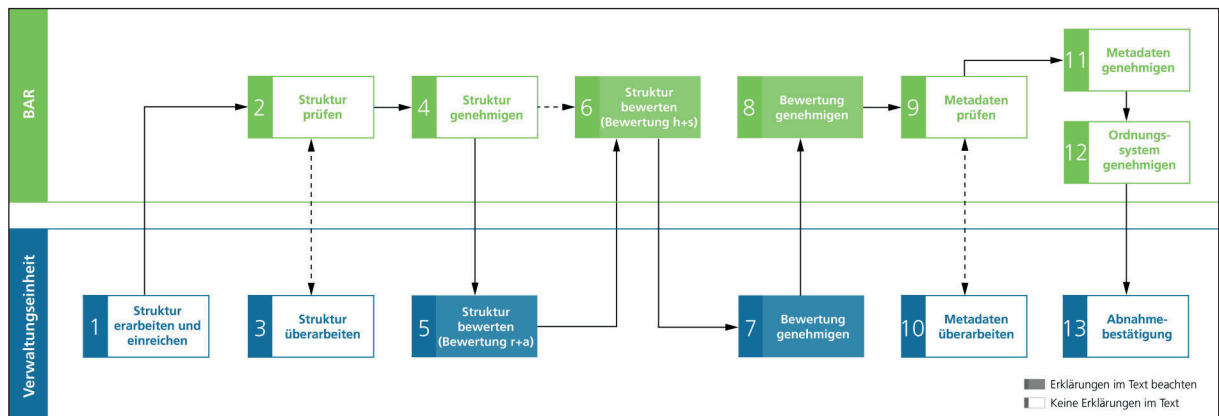 BAR
2
Struktur
prüfen
4
Struktur
genehmigen
6
Struktur
bewerten
(Bewertung h+s)
8
Bewertung
genehmigen
9
Metadaten
prüfen
11
Metadaten
genehmigen
12
Ordnungs-
system
genehmigen
Verwaltungseinheit
1
Struktur
erarbeiten und
einreichen
3
Struktur
überarbeiten
5
Struktur
bewerten
(Bewertung r+a)
7
Bewertung
genehmigen
10
Metadaten
überarbeiten
13
Abnahme-
bestätigung
Erklärungen im Text beachten
Keine Erklärungen im Text